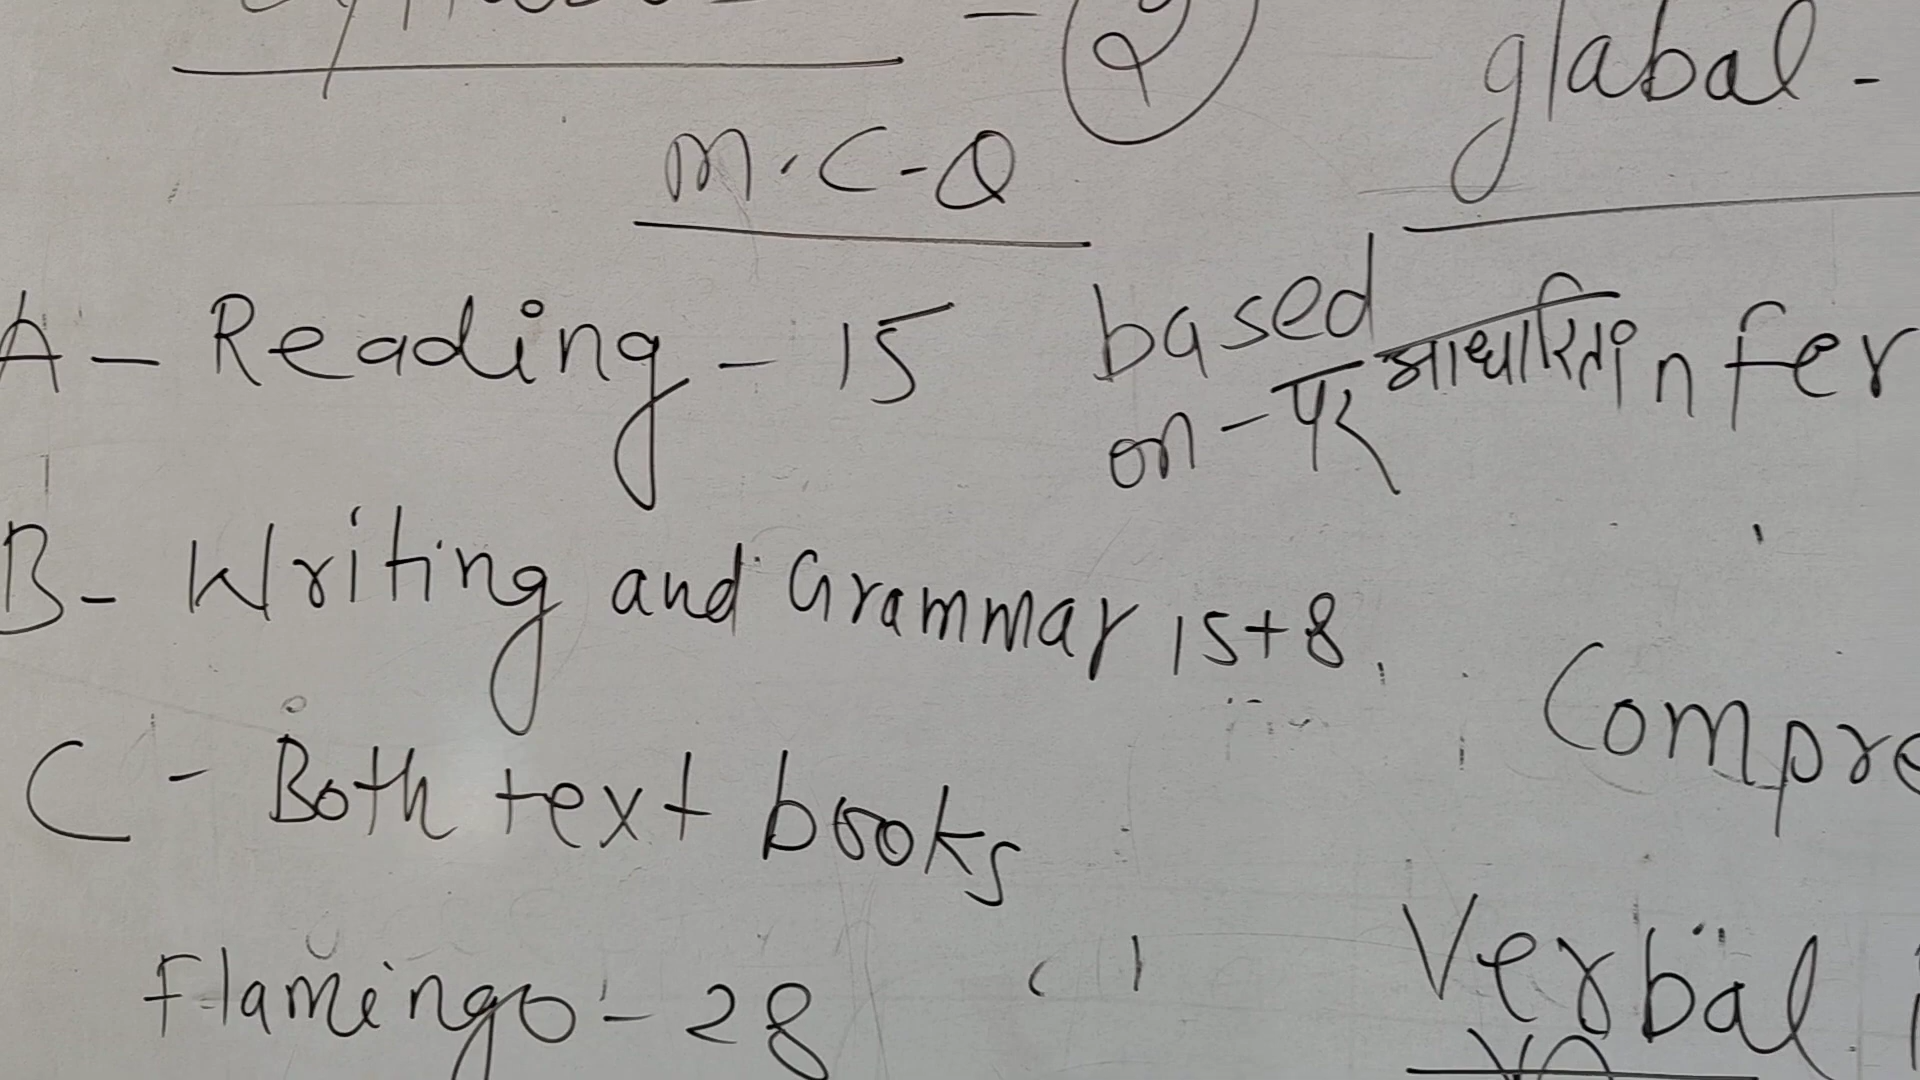 २
glabal -
M.C-Q
A - Reading - 15
based
on - पर आधारित
infer
B - Writing and Grammar 15+8
C - Both text books
Compre
Flamingo - 28
Verbal